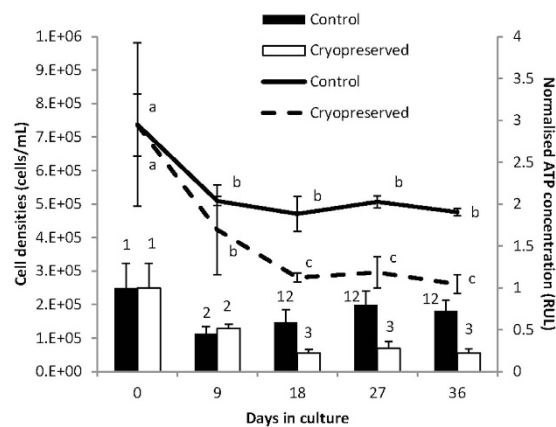 Control
Cryopreserved
Control
Cryopreserved
Cell densities (cells/mL)
1.E+06
9.E+05
8.E+05
7.E+05
6.E+05
5.E+05
4.E+05
3.E+05
2.E+05
1.E+05
0.E+00
4
3.5
3
2.5
2
1.5
1
0.5
0
Normalised ATP concentration (RUL)
a
a
b
b
b
c
b
c
b
c
1
1
2
2
12
3
12
3
12
3
0
9
18
27
36
Days in culture